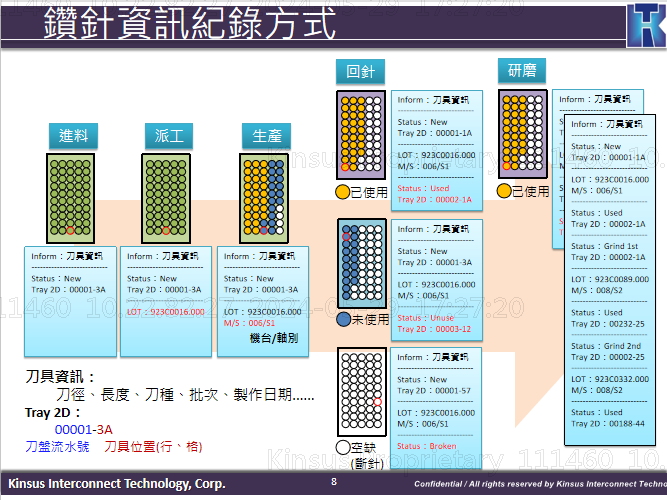 鑽針資訊紀錄方式
進料
派工
生產
回針
研磨
Inform：刀具資訊
Status：New
Tray 2D：00001-3A
Inform：刀具資訊
Status：New
Tray 2D：00001-3A
LOT：923C0016.000
Inform：刀具資訊
Status：New
Tray 2D：00001-3A
LOT：923C0016.000
M/S：006/S1
機台/軸別
已使用
Inform：刀具資訊
Status：New
Tray 2D：00001-1A
LOT：923C0016.000
M/S：006/S1
Status：Used
Tray 2D：00002-1A
未使用
Inform：刀具資訊
Status：New
Tray 2D：00001-3A
LOT：923C0016.000
M/S：006/S1
Status：Unuse
Tray 2D：00003-12
空缺
(斷針)
Inform：刀具資訊
Status：New
Tray 2D：00001-57
LOT：923C0016.000
M/S：006/S1
Status：Broken
已使用
Inform：刀具資訊
Inform：刀具資訊
Status：New
Tray 2D：00001-1A
LOT：923C0016.000
M/S：006/S1
Status：Used
Tray 2D：00002-1A
Status：Grind 1st
Tray 2D：00002-1A
LOT：923C0089.000
M/S：008/S2
Status：Used
Tray 2D：00232-25
Status：Grind 2nd
Tray 2D：00002-25
LOT：923C0332.000
M/S：008/S2
Status：Used
Tray 2D：00188-44
刀具資訊：
刀徑、長度、刀種、批次、製作日期......
Tray 2D：
00001-3A
刀盤流水號 刀具位置(行、格)
Kinsus Interconnect Technology, Corp.
8
Confidential / All rights reserved by Kinsus Interconnect Techno